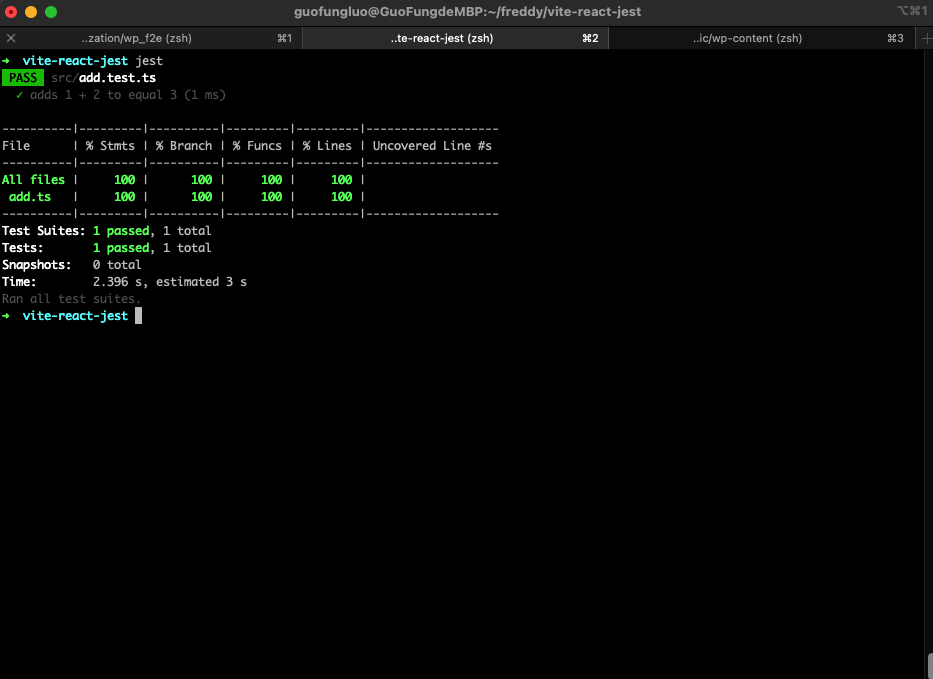 guofungluo@GuoFungdeMBP:~/freddy/vite-react-jest ⌥⌘1
..zation/wp_f2e (zsh) ⌘1 ..te-react-jest (zsh) ⌘2 ..ic/wp-content (zsh) ⌘3
➜  vite-react-jest jest
PASS src/add.test.ts
  ✓ adds 1 + 2 to equal 3 (1 ms)
----------|---------|----------|---------|---------|-------------------
File      | % Stmts | % Branch | % Funcs | % Lines | Uncovered Line #s
----------|---------|----------|---------|---------|-------------------
All files |     100 |      100 |     100 |     100 |
 add.ts   |     100 |      100 |     100 |     100 |
----------|---------|----------|---------|---------|-------------------
Test Suites: 1 passed, 1 total
Tests:       1 passed, 1 total
Snapshots:   0 total
Time:        2.396 s, estimated 3 s
Ran all test suites.
➜  vite-react-jest